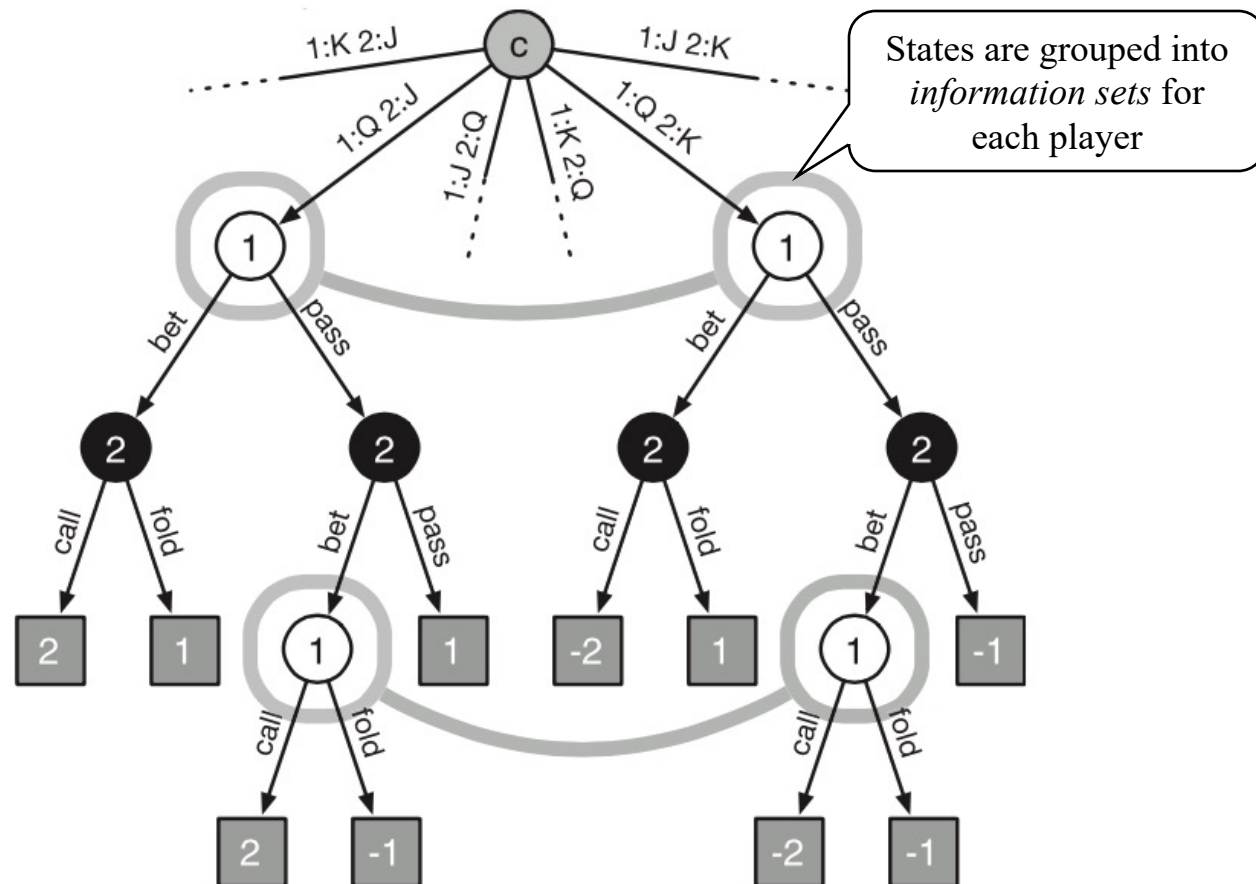 1:K 2:J
c
1:J 2:K
States are grouped into
information sets for
each player
1:Q 2:J
1:J 2:Q
1:K 2:Q
1:Q 2:K
1
1
bet
pass
bet
pass
2
2
2
2
call
fold
bet
pass
call
fold
bet
pass
2
1
1
1
-2
1
1
-1
call
fold
call
fold
2
-1
-2
-1